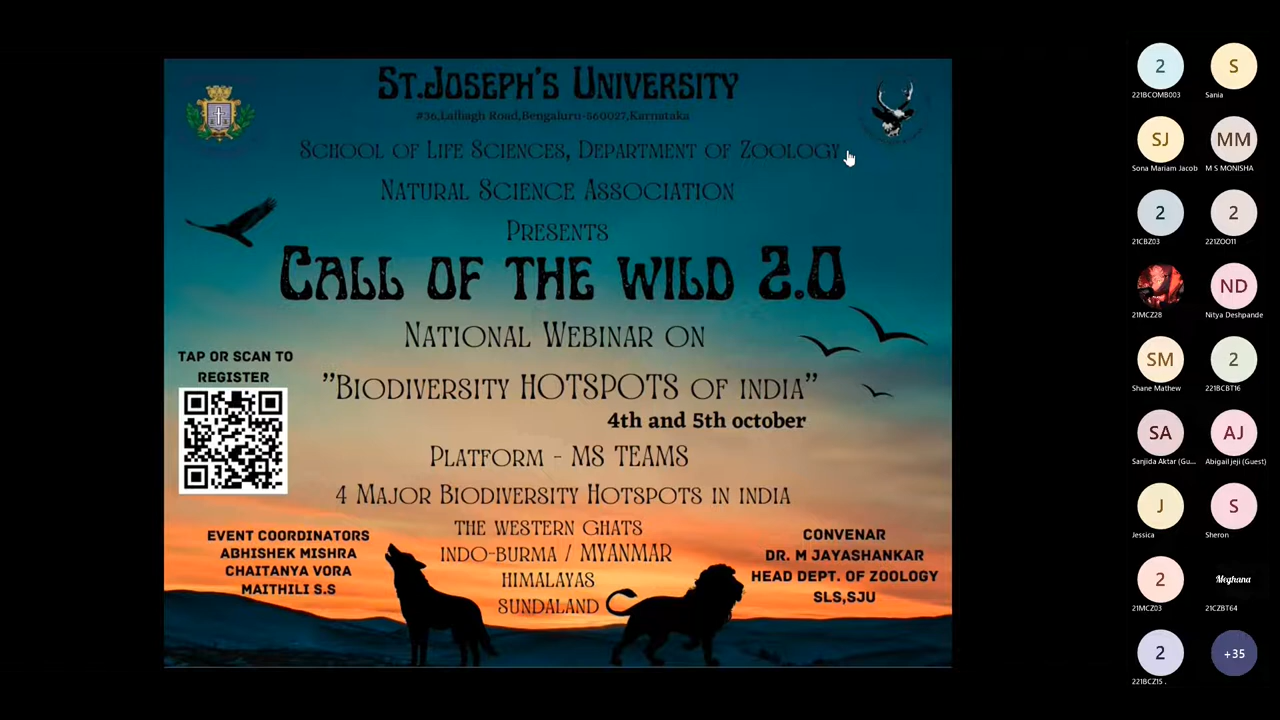 ST.JOSEPH'S UNIVERSITY
#36,Lalbagh Road,Bengaluru-560027,Karnataka
SCHOOL OF LIFE SCIENCES, DEPARTMENT OF ZOOLOGY
NATURAL SCIENCE ASSOCIATION
PRESENTS
CALL OF THE WILD 2.0
NATIONAL WEBINAR ON
"BIODIVERSITY HOTSPOTS OF INDIA"
4th and 5th october
PLATFORM - MS TEAMS
4 MAJOR BIODIVERSITY HOTSPOTS IN INDIA
THE WESTERN GHATS
INDO-BURMA / MYANMAR
HIMALAYAS
SUNDALAND
TAP OR SCAN TO
REGISTER
EVENT COORDINATORS
ABHISHEK MISHRA
CHAITANYA VORA
MAITHILI S.S
CONVENAR
DR. M JAYASHANKAR
HEAD DEPT. OF ZOOLOGY
SLS,SJU
2
S
221BCOMB003
Sania
SJ
MM
Sona Mariam Jacob
M S MONISHA
2
2
21CBZ03
221ZOO11
ND
21MCZ28
Nitya Deshpande
SM
2
Shane Mathew
221BCBT16
SA
AJ
Sanjida Aktar (Gu...
Abigail jeji (Guest)
J
S
Jessica
Sheron
2
Meghana
21MCZ03
21CZBT64
2
+35
221BCZ15 .